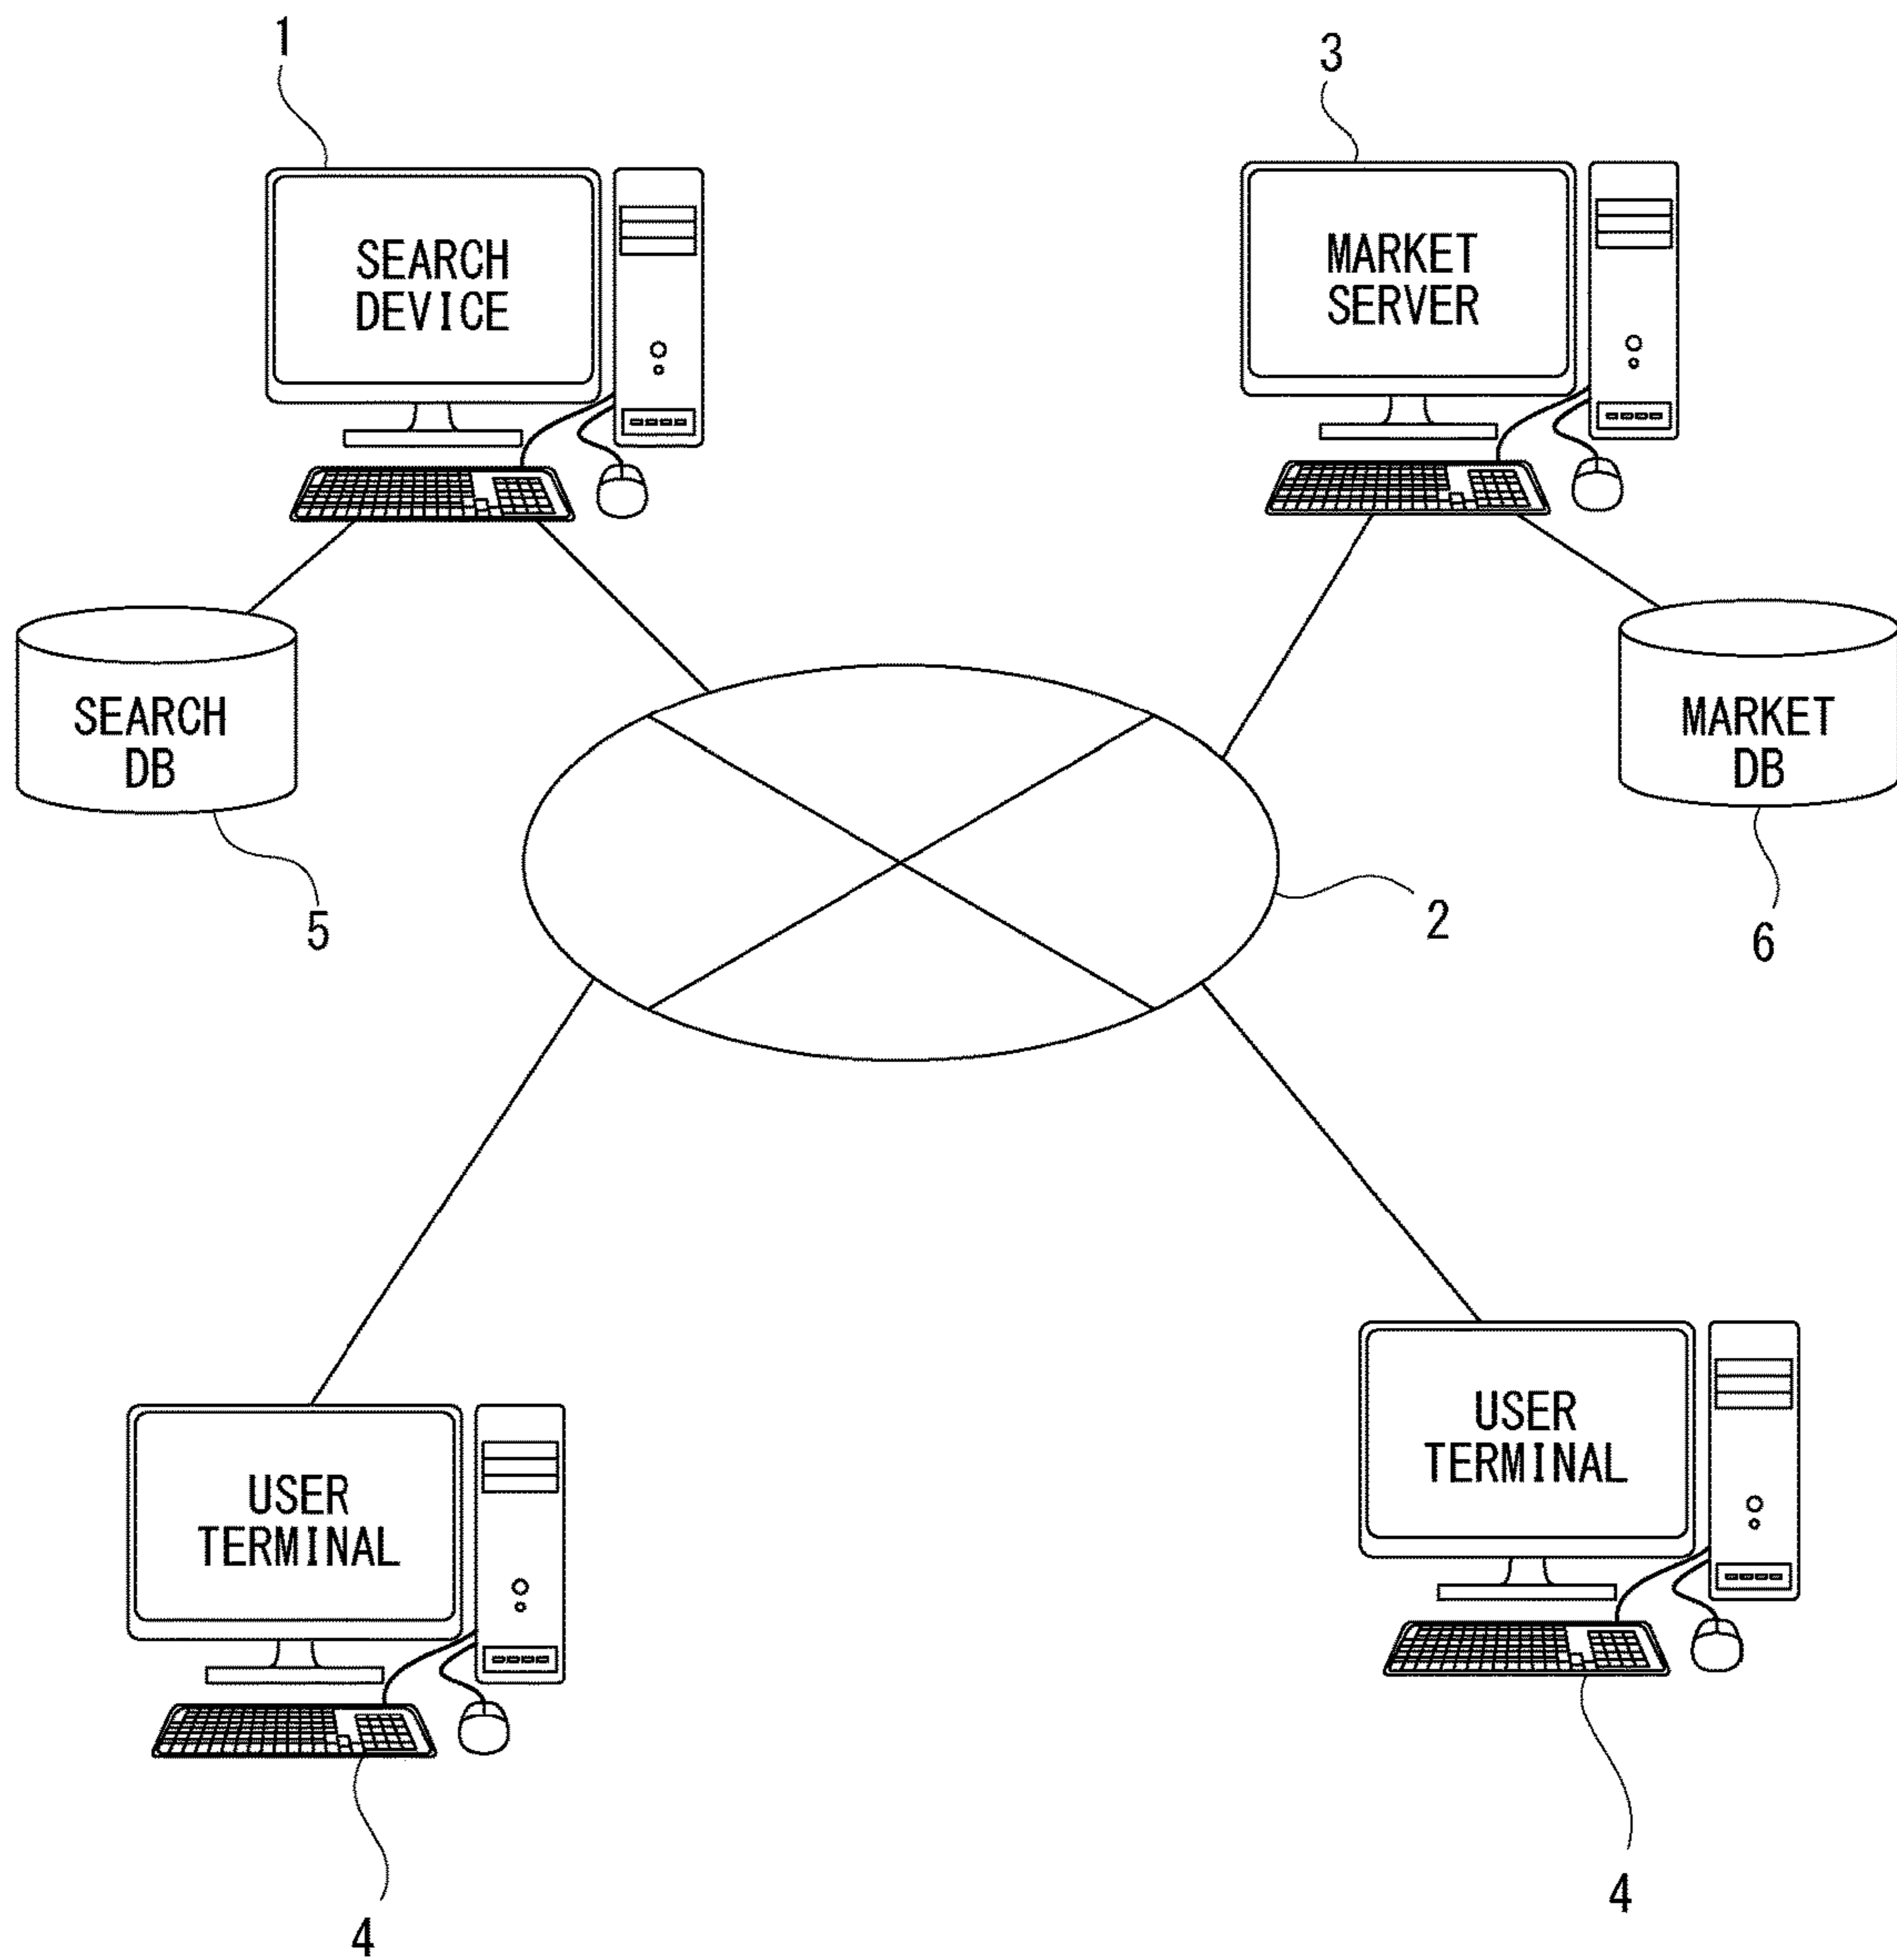 1
3
SEARCH
DEVICE
MARKET
SERVER
SEARCH
DB
MARKET
DB
5
2
6
USER
TERMINAL
USER
TERMINAL
4
4